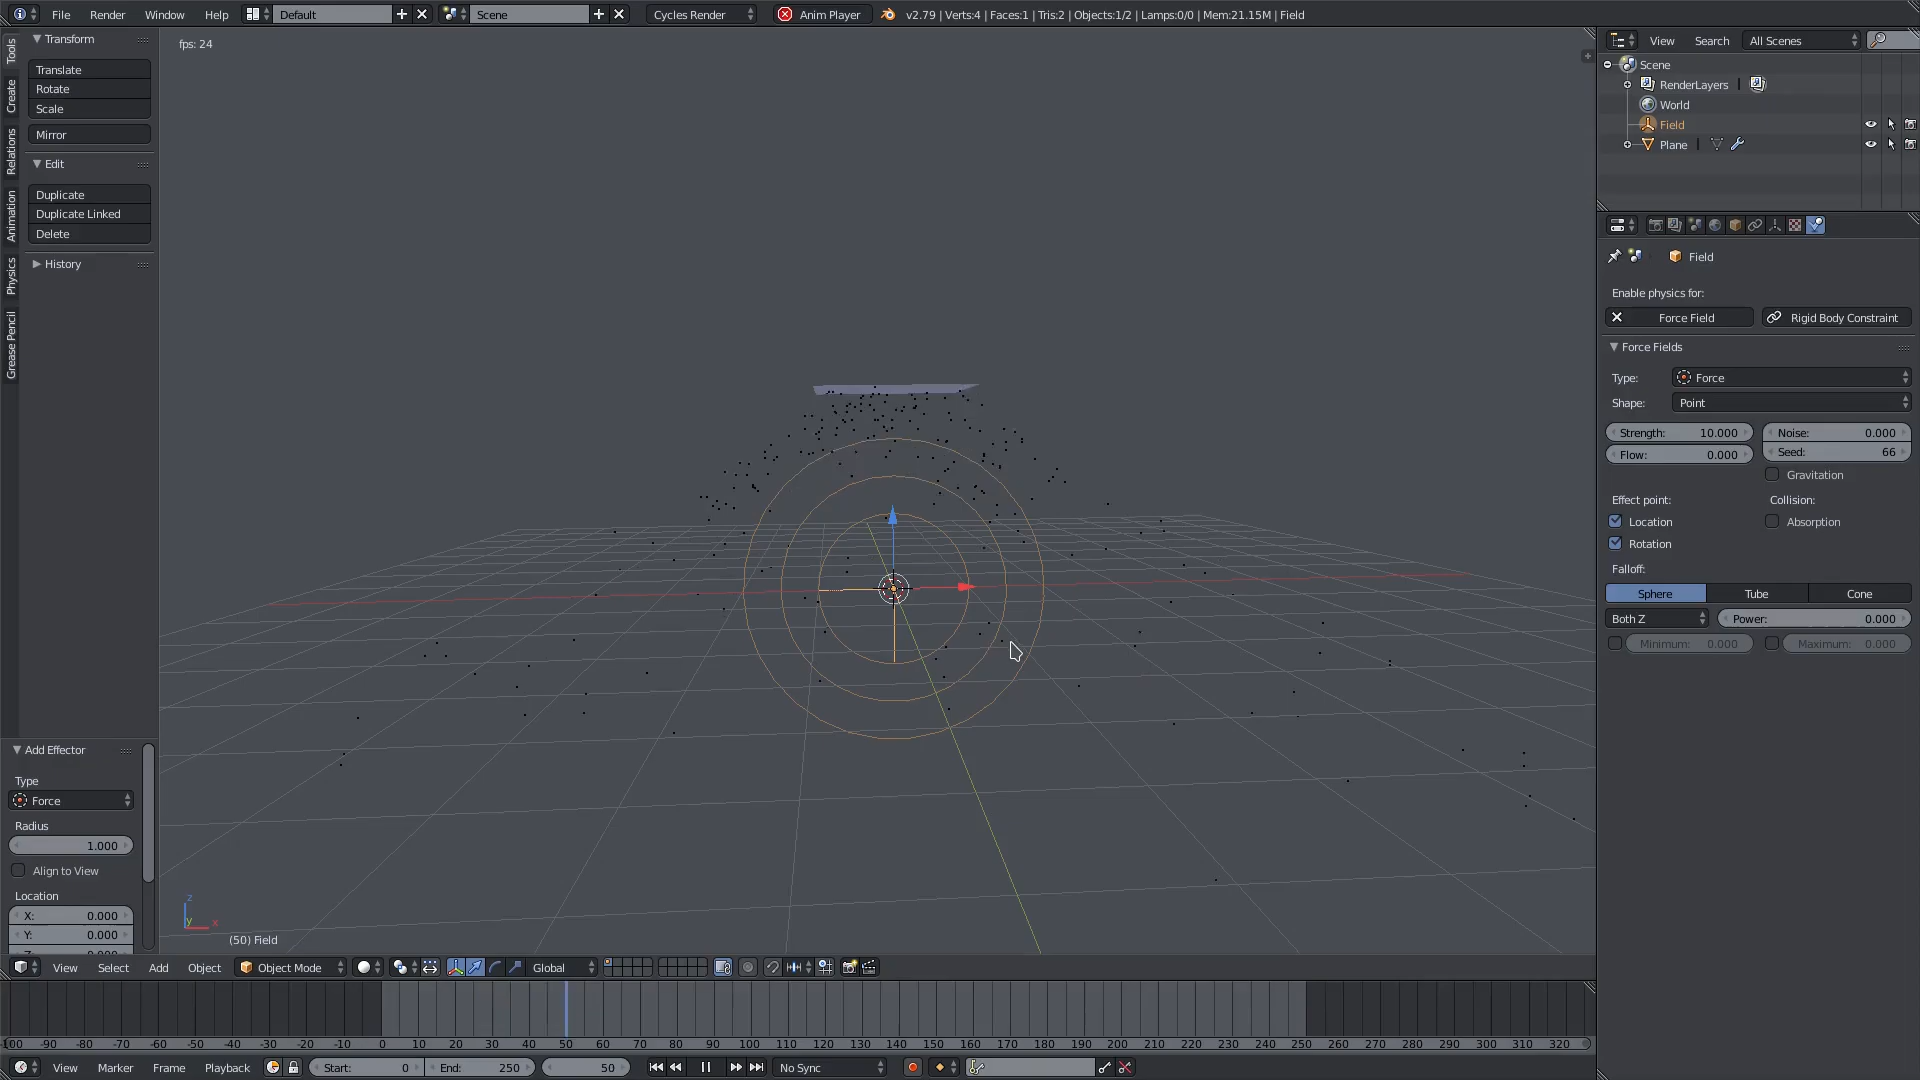 File Render Window Help Default Scene Cycles Render Anim Player v2.79 | Verts:4 | Faces:1 | Tris:2 | Objects:1/2 | Lamps:0/0 | Mem:21.15M | Field
Tools
Create
Relations
Animation
Physics
Grease Pencil
Transform
Translate
Rotate
Scale
Mirror
Edit
Duplicate
Duplicate Linked
Delete
History
fps: 24
Add Effector
Type
Force
Radius
1.000
Align to View
Location
X: 0.000
Y: 0.000
z
y x
(50) Field
View Search All Scenes
Scene
RenderLayers |
World
Field
Plane |
Field
Enable physics for:
Force Field Rigid Body Constraint
Force Fields
Type: Force
Shape: Point
Strength: 10.000 Noise: 0.000
Flow: 0.000 Seed: 66
Gravitation
Effect point: Collision:
Location Absorption
Rotation
Falloff:
Sphere Tube Cone
Both Z Power: 0.000
Minimum: 0.000 Maximum: 0.000
View Select Add Object Object Mode Global
-100 -90 -80 -70 -60 -50 -40 -30 -20 -10 0 10 20 30 40 50 60 70 80 90 100 110 120 130 140 150 160 170 180 190 200 210 220 230 240 250 260 270 280 290 300 310 320
View Marker Frame Playback Start: 0 End: 250 50 No Sync